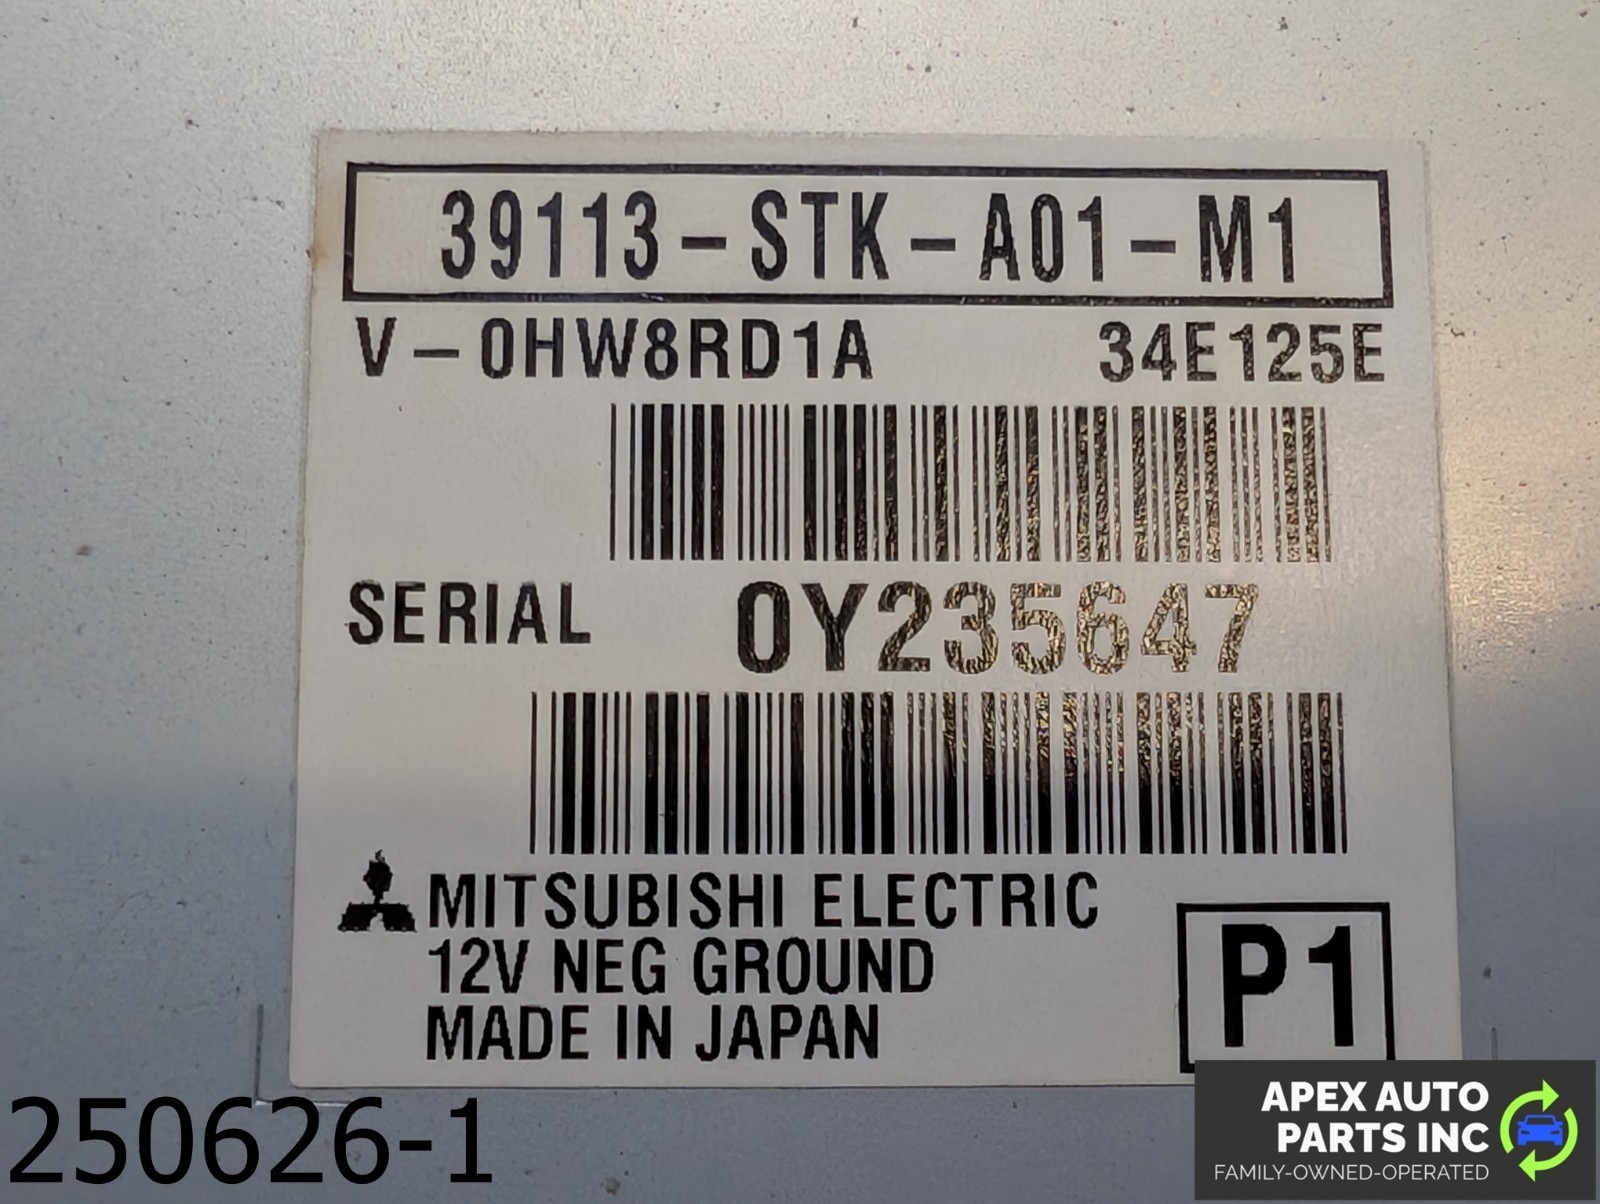 39113-STK-A01-M1
V-0HW8RD1A 34E125E
SERIAL 0Y235647
MITSUBISHI ELECTRIC
12V NEG GROUND
MADE IN JAPAN
P1
250626-1
APEX AUTO
PARTS INC
FAMILY-OWNED-OPERATED